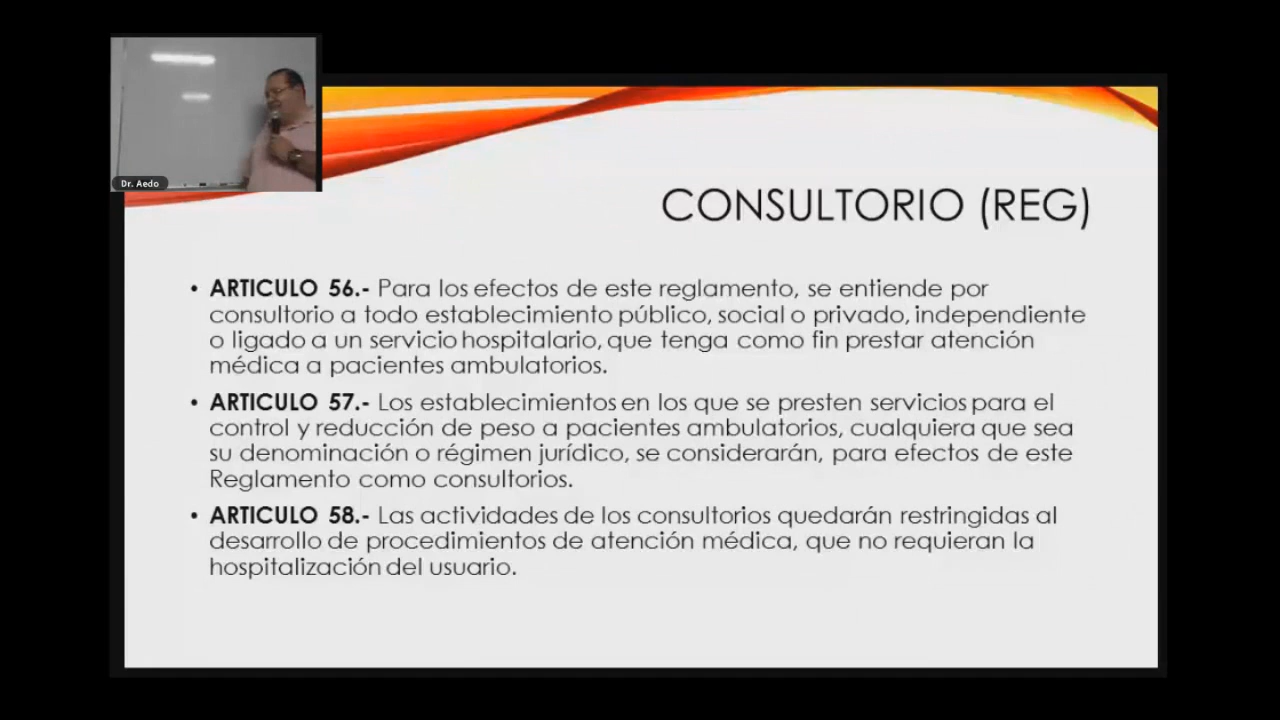 Dr. Aedo
CONSULTORIO (REG)
• ARTICULO 56.- Para los efectos de este reglamento, se entiende por
consultorio a todo establecimiento público, social o privado, independiente
o ligado a un servicio hospitalario, que tenga como fin prestar atención
médica a pacientes ambulatorios.
• ARTICULO 57.- Los establecimientos en los que se presten servicios para el
control y reducción de peso a pacientes ambulatorios, cualquiera que sea
su denominación o régimen jurídico, se considerarán, para efectos de este
Reglamento como consultorios.
• ARTICULO 58.- Las actividades de los consultorios quedarán restringidas al
desarrollo de procedimientos de atención médica, que no requieran la
hospitalización del usuario.